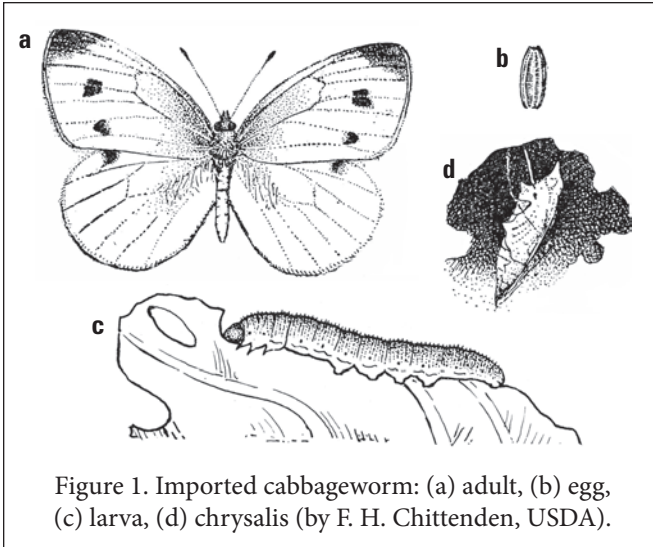 a
b
d
c
Figure 1. Imported cabbageworm: (a) adult, (b) egg,
(c) larva, (d) chrysalis (by F. H. Chittenden, USDA).